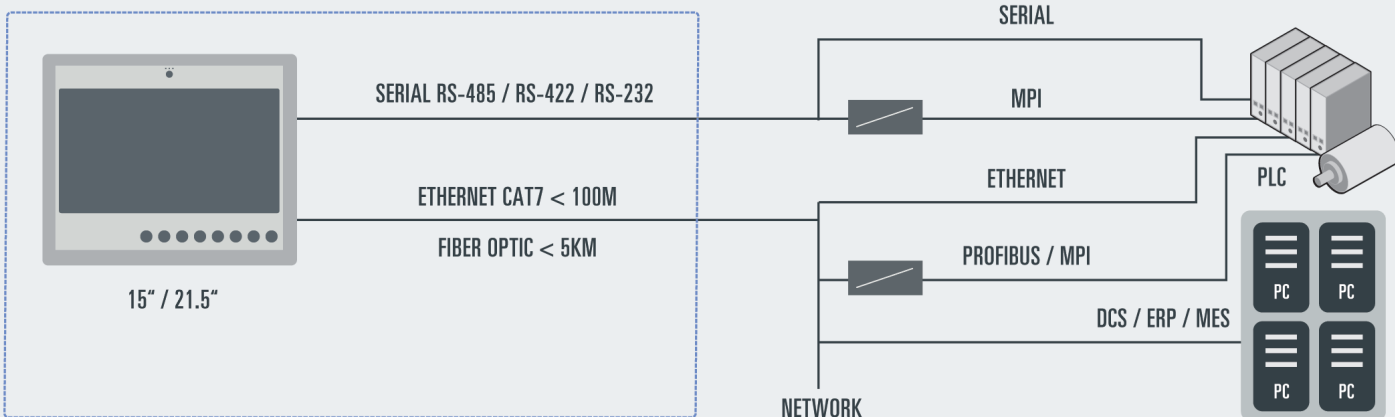 SERIAL
SERIAL RS-485 / RS-422 / RS-232
MPI
ETHERNET
PLC
ETHERNET CAT7 < 100M
FIBER OPTIC < 5KM
PROFIBUS / MPI
15“ / 21.5“
PC
PC
DCS / ERP / MES
PC
PC
NETWORK